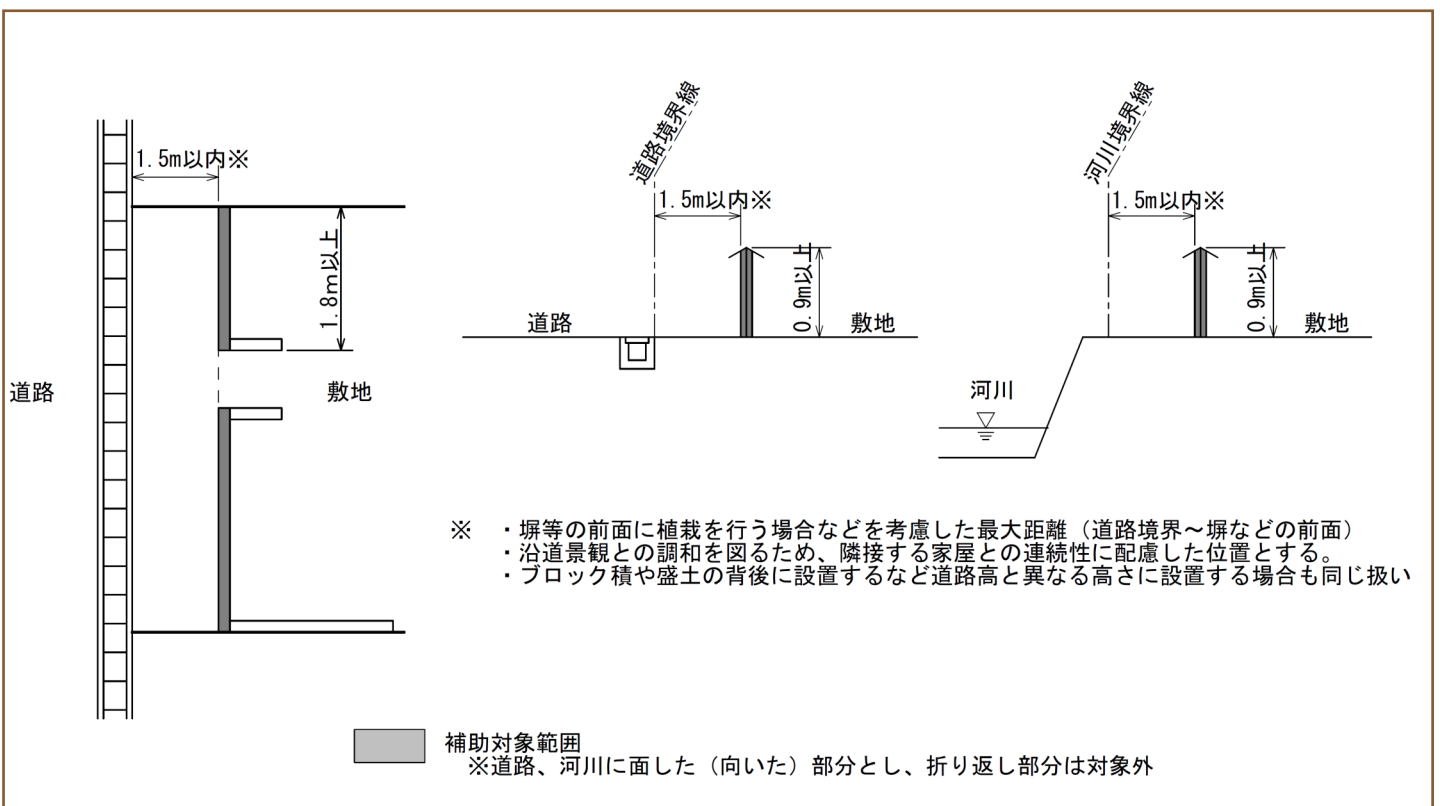 1.5m以内※
1.8m以上
道路
敷地
道路境界線
1.5m以内※
0.9m以上
道路
敷地
河川境界線
1.5m以内※
0.9m以上
敷地
河川
※ ・塀等の前面に植栽を行う場合などを考慮した最大距離（道路境界～塀などの前面）
・沿道景観との調和を図るため、隣接する家屋との連続性に配慮した位置とする。
・ブロック積や盛土の背後に設置するなど道路高と異なる高さに設置する場合も同じ扱い
補助対象範囲
※道路、河川に面した（向いた）部分とし、折り返し部分は対象外